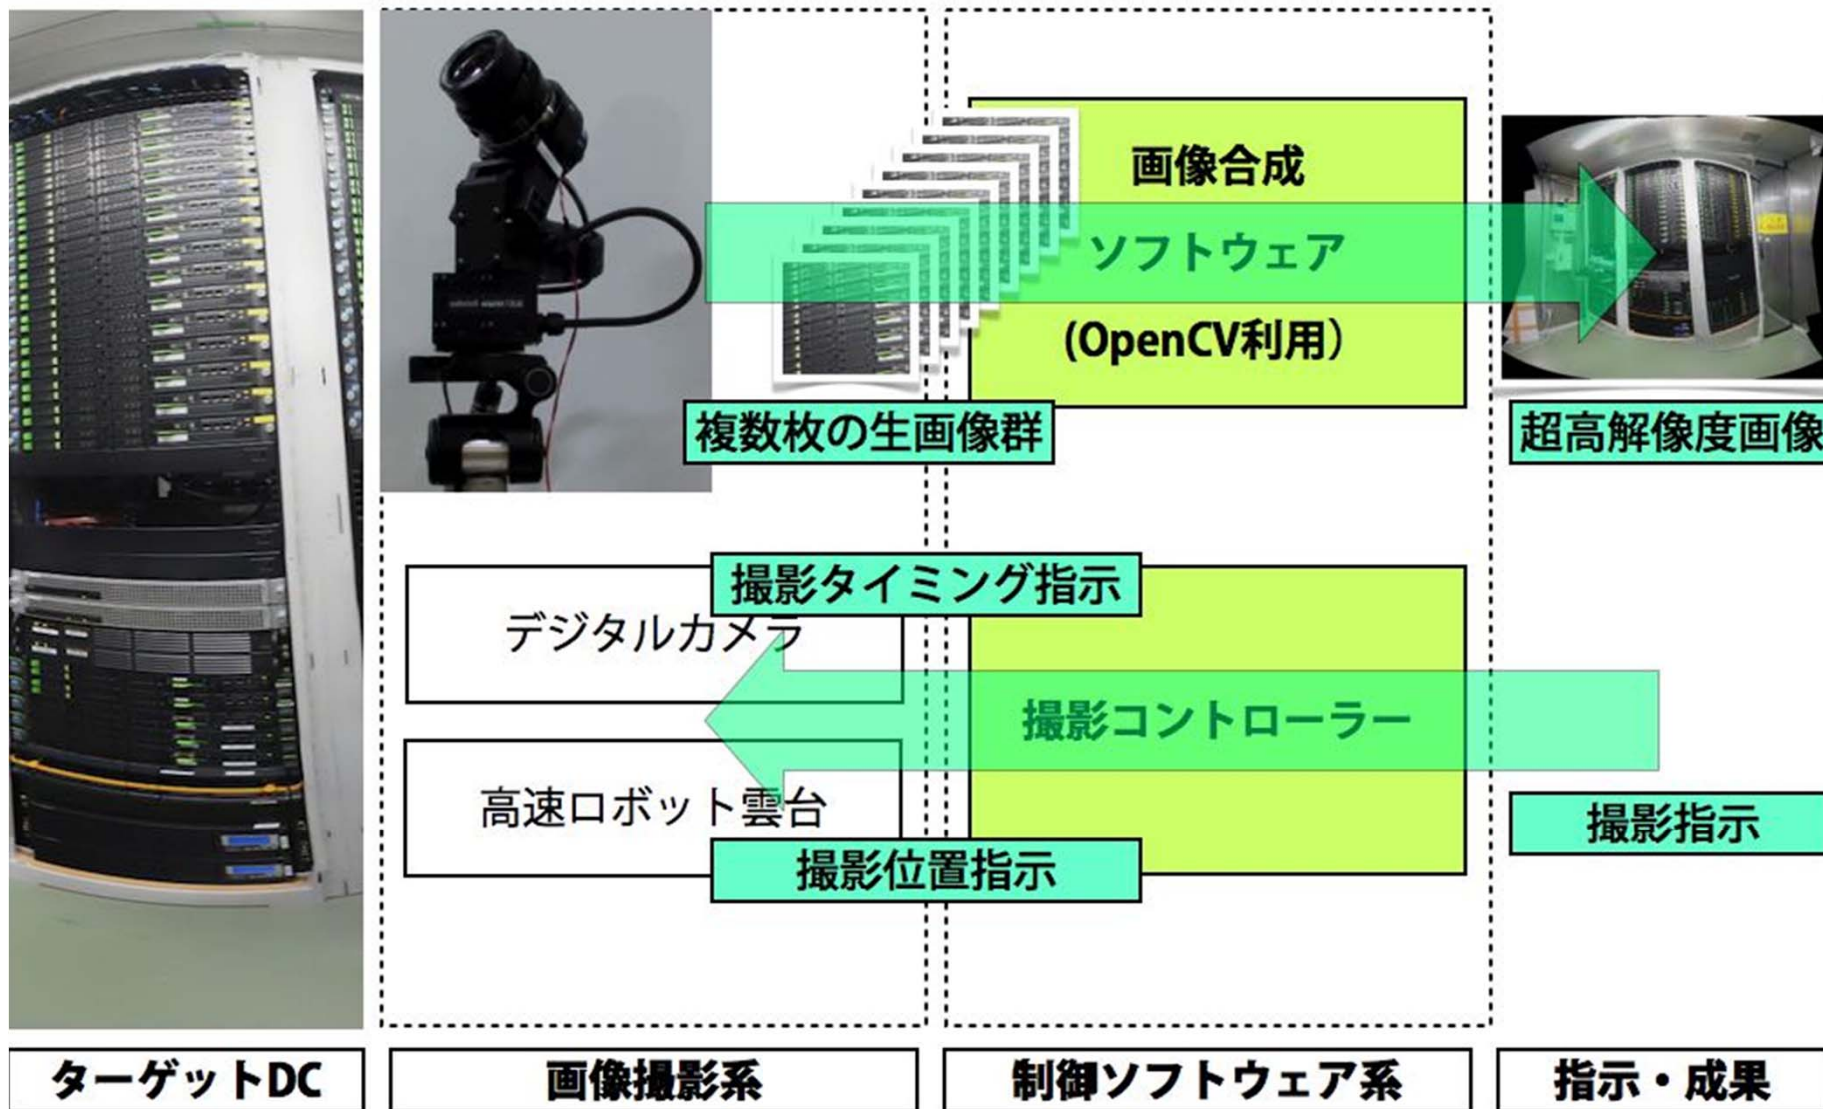 画像合成
ソフトウェア
(OpenCV利用）
複数枚の生画像群
超高解像度画像
撮影タイミング指示
デジタルカメラ
撮影コントローラー
高速ロボット雲台
撮影位置指示
撮影指示
ターゲットDC
画像撮影系
制御ソフトウェア系
指示・成果